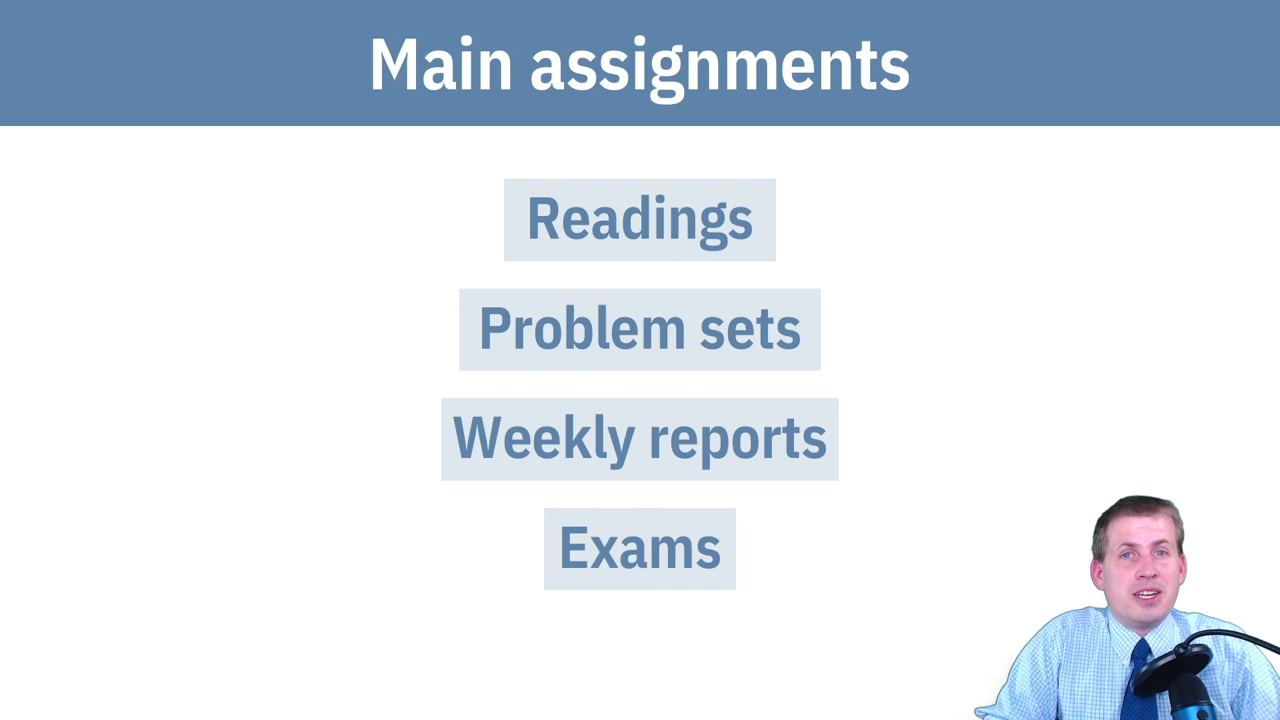 Main assignments
Readings
Problem sets
Weekly reports
Exams